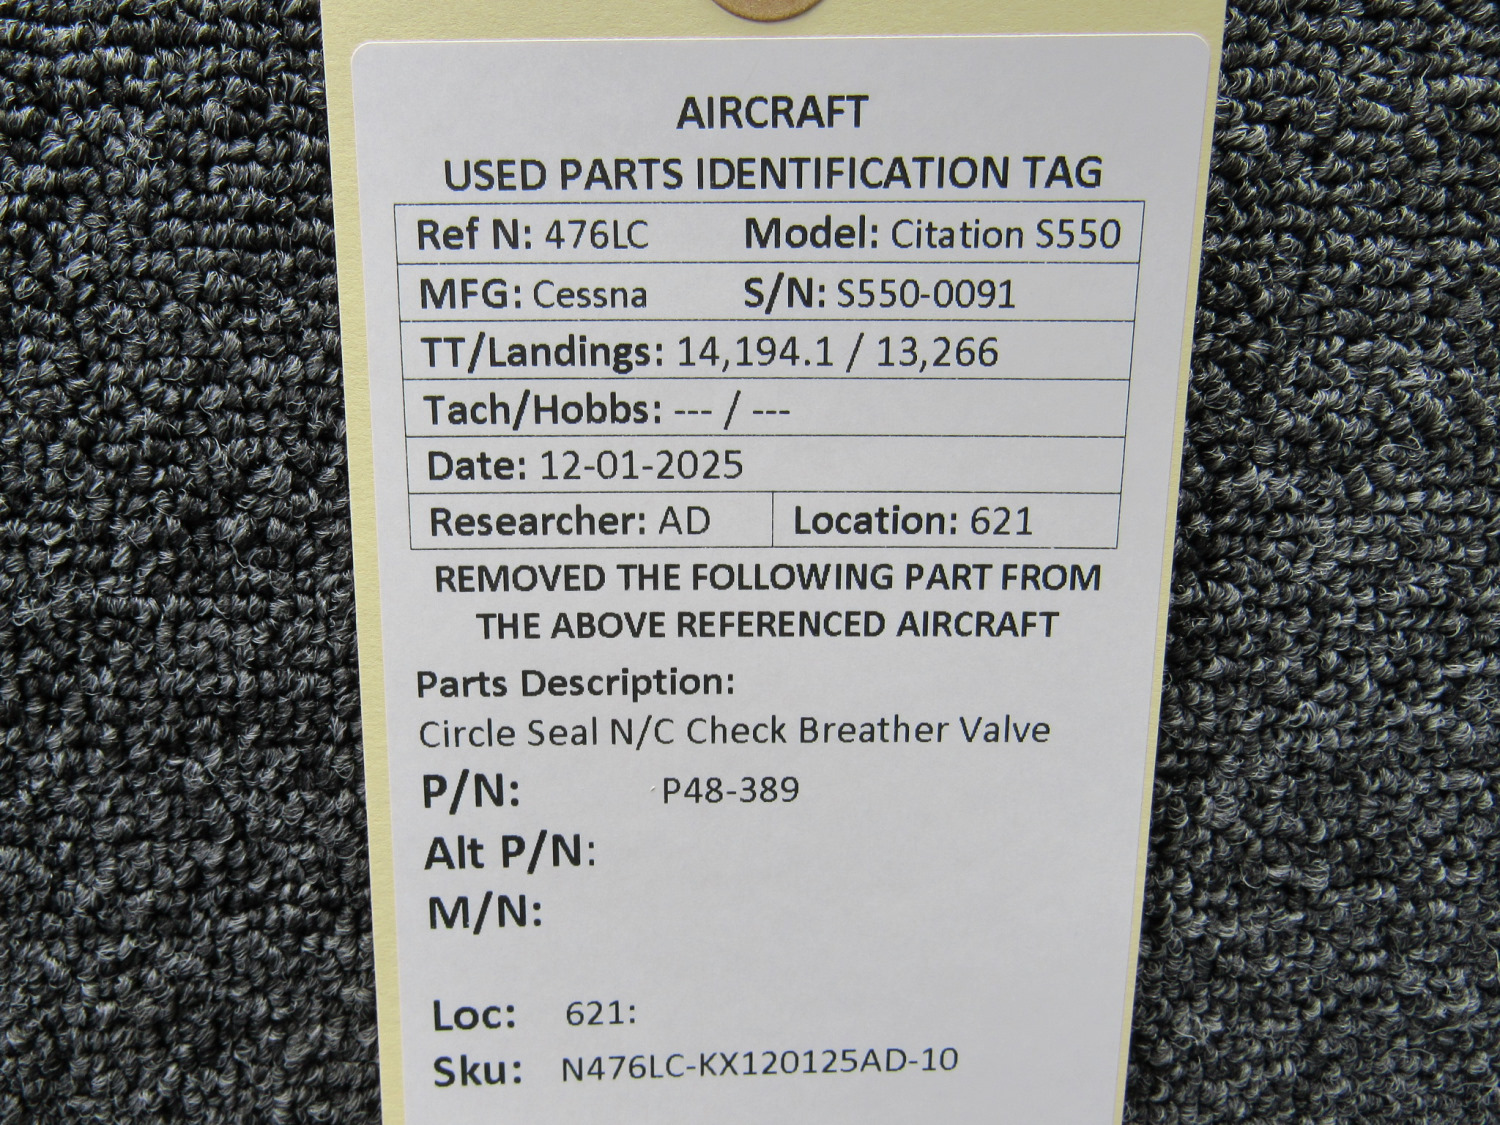 AIRCRAFT
USED PARTS IDENTIFICATION TAG
Ref N: 476LC Model: Citation S550
MFG: Cessna S/N: S550-0091
TT/Landings: 14,194.1 / 13,266
Tach/Hobbs: --- / ---
Date: 12-01-2025
Researcher: AD Location: 621
REMOVED THE FOLLOWING PART FROM
THE ABOVE REFERENCED AIRCRAFT
Parts Description:
Circle Seal N/C Check Breather Valve
P/N: P48-389
Alt P/N:
M/N:
Loc: 621:
Sku: N476LC-KX120125AD-10